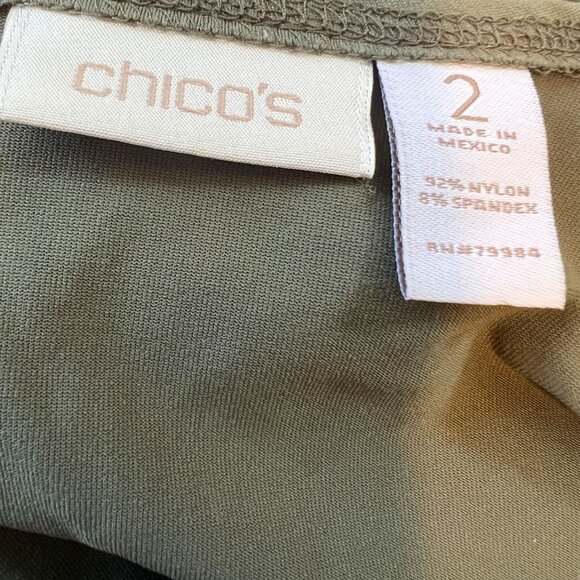 chico's
2
MADE IN
MEXICO
92% NYLON
8% SPANDEX
RN#79984